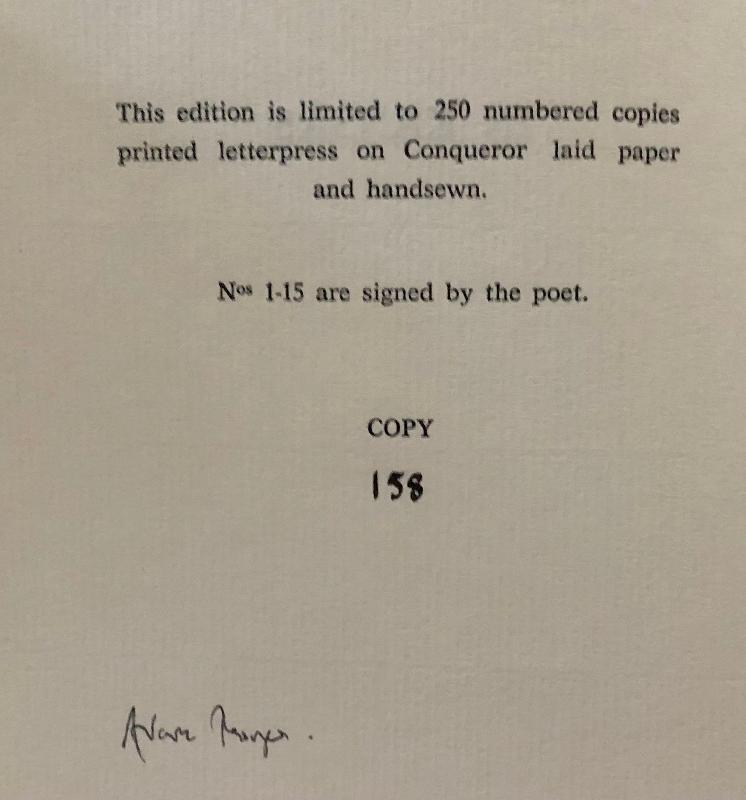 This edition is limited to 250 numbered copies
printed letterpress on Conqueror laid paper
and handsewn.
Nos 1-15 are signed by the poet.
COPY
158